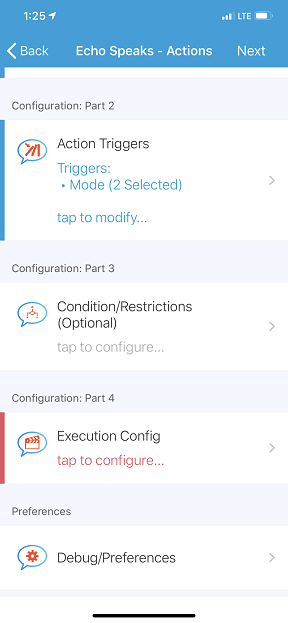 1:25 LTE
Back Echo Speaks - Actions Next
Configuration: Part 2
Action Triggers
Triggers:
• Mode (2 Selected)
tap to modify...
Configuration: Part 3
Condition/Restrictions
(Optional)
tap to configure...
Configuration: Part 4
Execution Config
tap to configure...
Preferences
Debug/Preferences